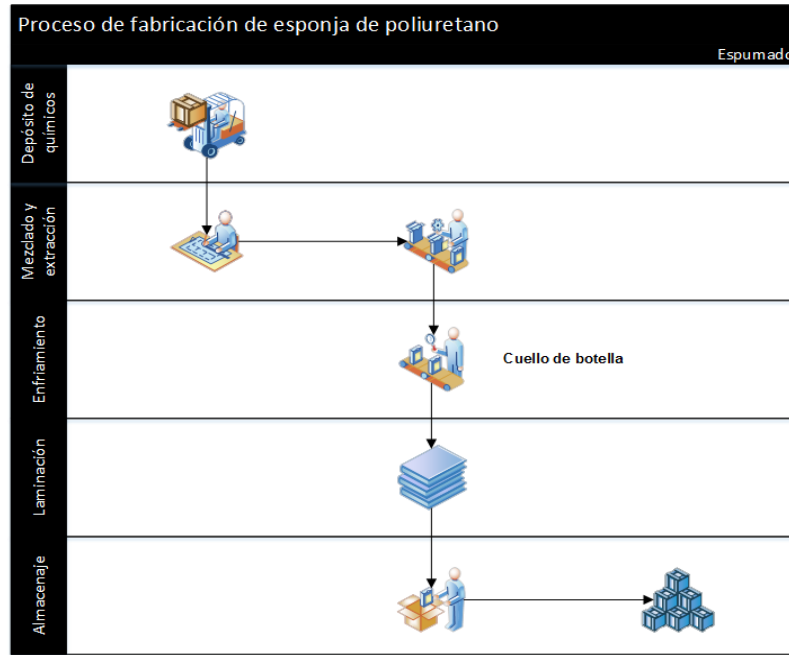 Proceso de fabricación de esponja de poliuretano
Espumado
Depósito de
químicos
Mezclado y
extracción
Enfriamiento
Cuello de botella
Laminación
Almacenaje